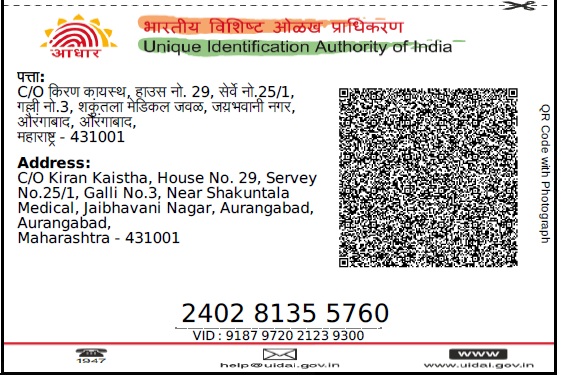 भारतीय विशिष्ट ओळख प्राधिकरण
Unique Identification Authority of India
आधार
पत्ता:
C/O किरण कायस्थ, हाउस नो. 29, सेर्वे नो.25/1,
गल्ली नो.3, शकुंतला मेडिकल जवळ, जयभवानी नगर,
औरंगाबाद, औरंगाबाद,
महाराष्ट्र - 431001
Address:
C/O Kiran Kaistha, House No. 29, Servey
No.25/1, Galli No.3, Near Shakuntala
Medical, Jaibhavani Nagar, Aurangabad,
Aurangabad,
Maharashtra - 431001
QR Code with Photograph
2402 8135 5760
VID : 9187 9720 2123 9300
1947
help@uidai.gov.in
www
www.uidai.gov.in